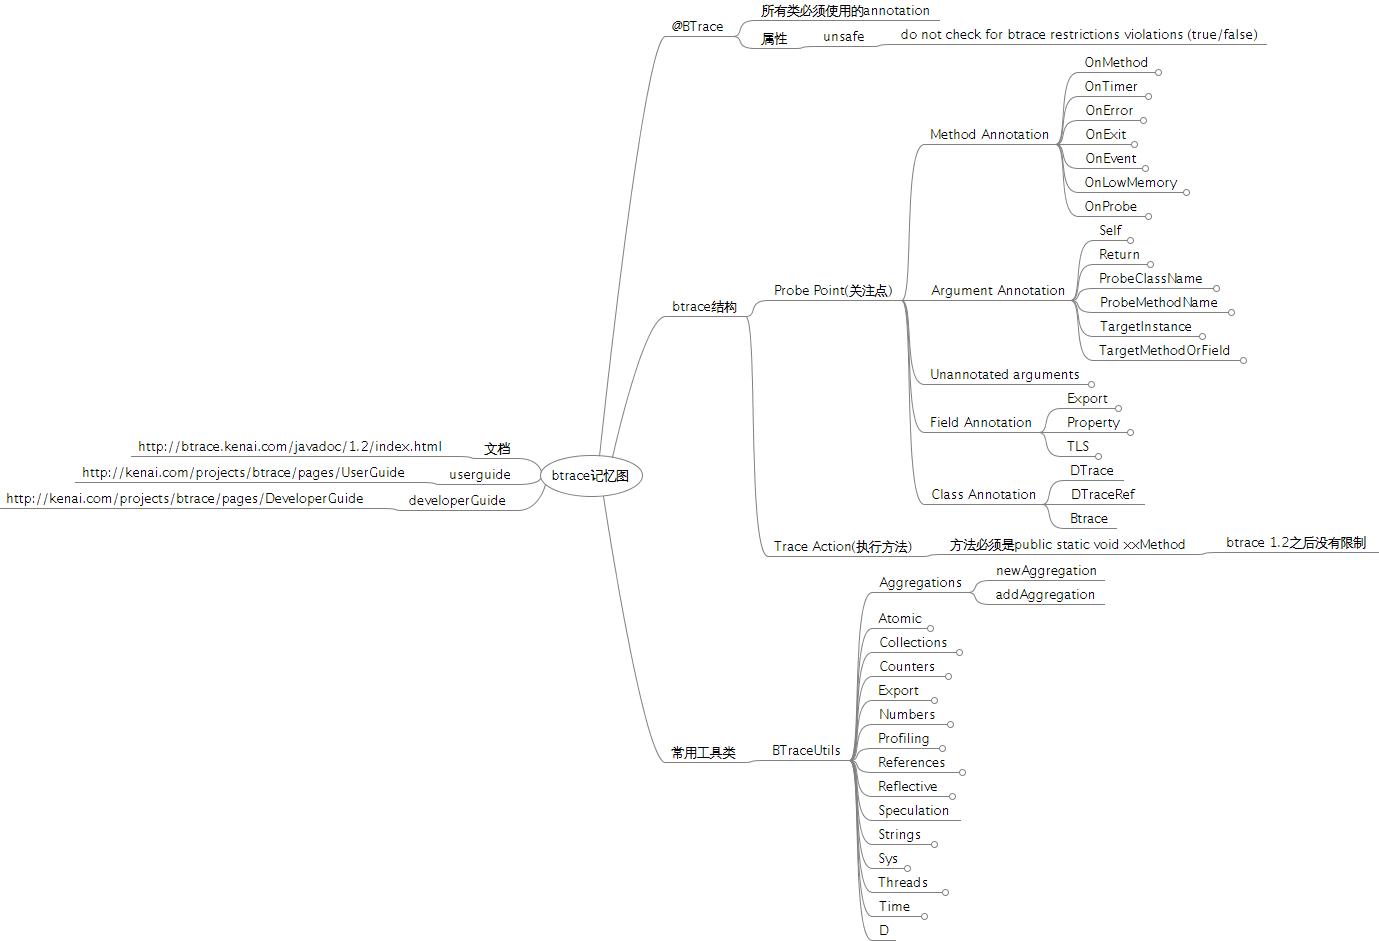 所有类必须使用的annotation
@BTrace
属性
unsafe
do not check for btrace restrictions violations (true/false)
OnMethod
OnTimer
OnError
Method Annotation
OnExit
OnEvent
OnLowMemory
OnProbe
Self
Return
ProbeClassName
Probe Point(关注点)
Argument Annotation
ProbeMethodName
btrace结构
TargetInstance
TargetMethodOrField
Unannotated arguments
Export
Field Annotation
Property
TLS
http://btrace.kenai.com/javadoc/1.2/index.html
文档
http://kenai.com/projects/btrace/pages/UserGuide
userguide
btrace记忆图
DTrace
http://kenai.com/projects/btrace/pages/DeveloperGuide
developerGuide
Class Annotation
DTraceRef
Btrace
Trace Action(执行方法)
方法必须是public static void xxMethod
btrace 1.2之后没有限制
Aggregations
newAggregation
addAggregation
Atomic
Collections
Counters
Export
Numbers
Profiling
常用工具类
BTraceUtils
References
Reflective
Speculation
Strings
Sys
Threads
Time
D